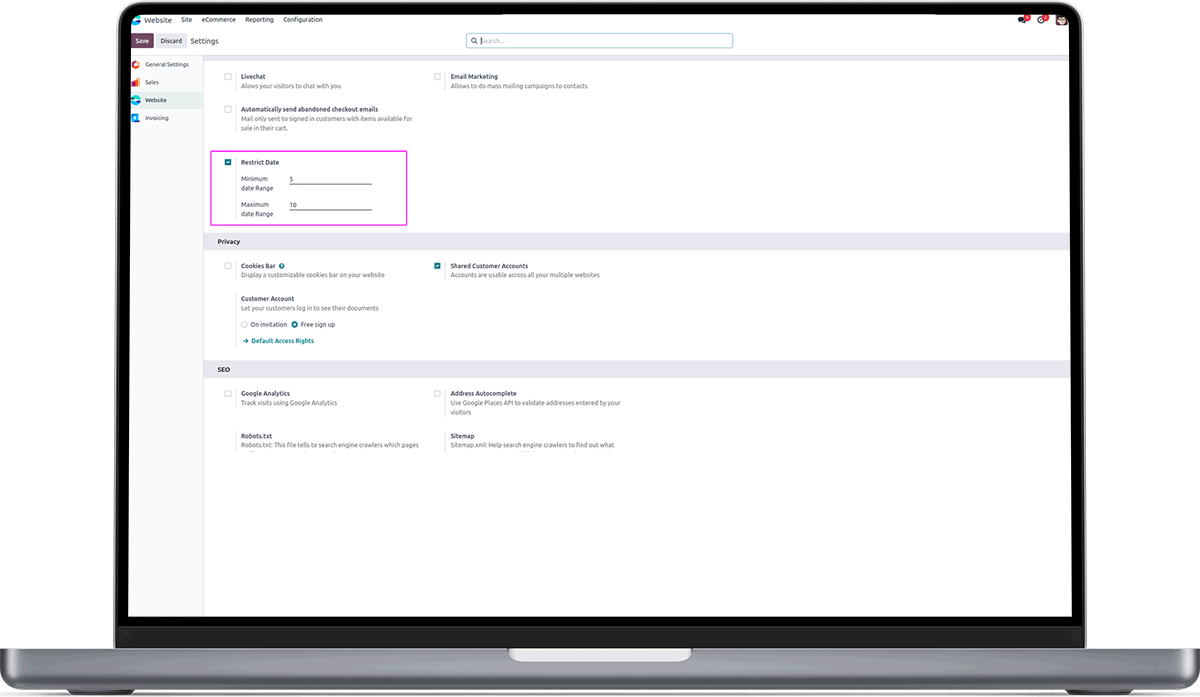 Website Site eCommerce Reporting Configuration
Save Discard Settings Search...
General Settings
Sales
Website
Invoicing
Livechat
Allows your visitors to chat with you
Email Marketing
Allows to do mass mailing campaigns to contacts
Automatically send abandoned checkout emails
Mail only sent to signed in customers with items available for
sale in their cart.
Restrict Date
Minimum
date Range
5
Maximum
date Range
10
Privacy
Cookies Bar ?
Display a customizable cookies bar on your website
Shared Customer Accounts
Accounts are usable across all your multiple websites
Customer Account
Let your customers log in to see their documents
On invitation Free sign up
Default Access Rights
SEO
Google Analytics
Track visits using Google Analytics
Address Autocomplete
Use Google Places API to validate addresses entered by your
visitors
Robots.txt
Robots.txt: This file tells to search engine crawlers which pages
Sitemap
Sitemap.xml: Help search engine crawlers to find out what